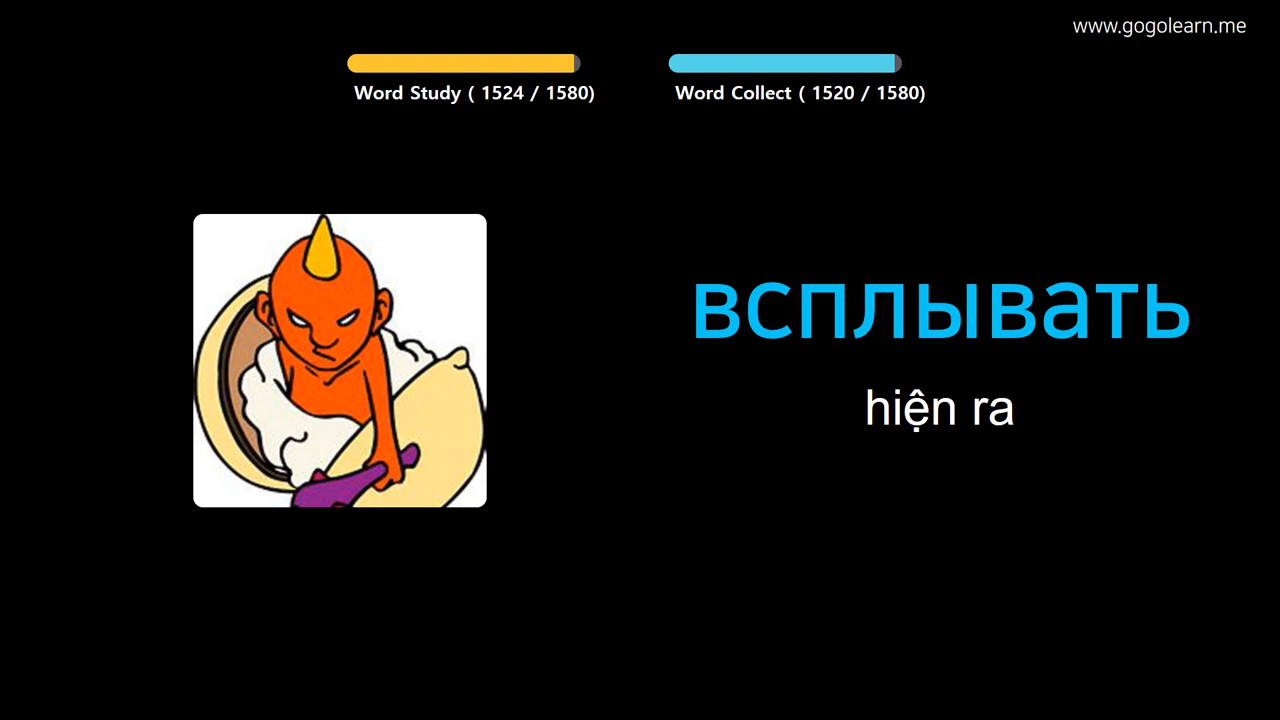 www.gogolearn.me
Word Study ( 1524 / 1580)
Word Collect ( 1520 / 1580)
всплывать
hiện ra